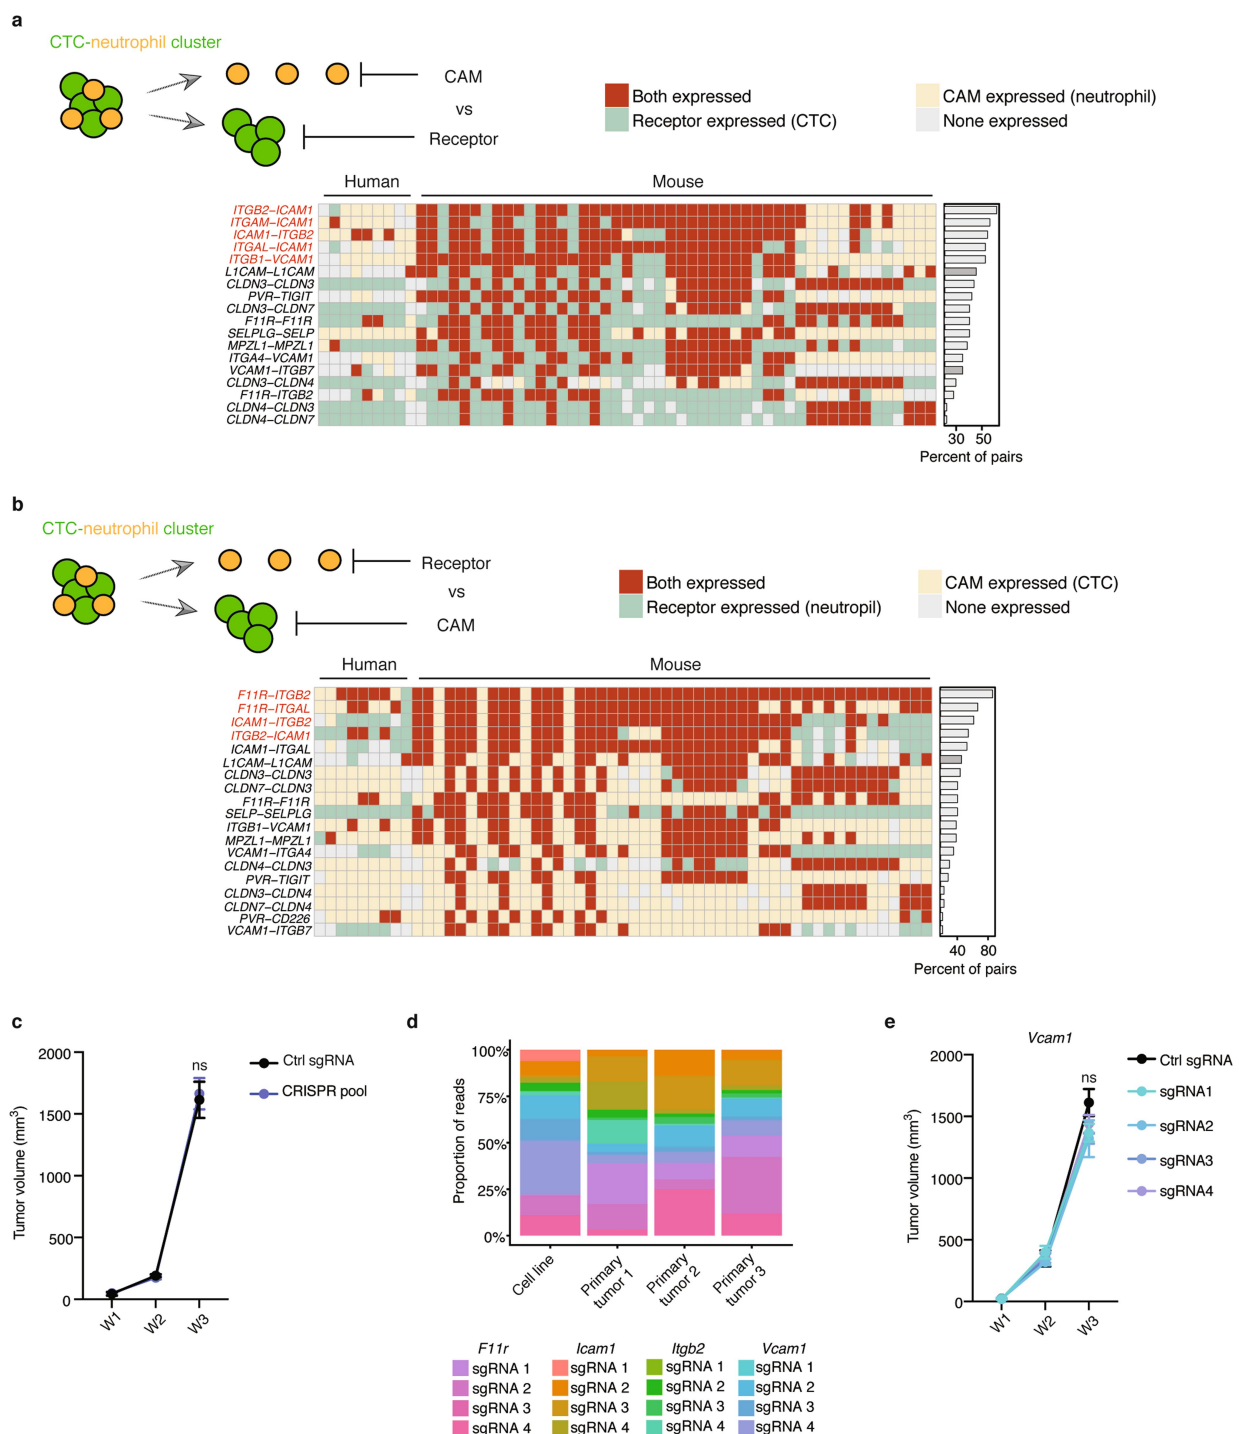 a
CTC-neutrophil cluster
CAM
vs
Receptor
Both expressed
Receptor expressed (CTC)
CAM expressed (neutrophil)
None expressed
Human
Mouse
ITGB2–ICAM1
ITGAM–ICAM1
ICAM1–ITGB2
ITGAL–ICAM1
ITGB1–VCAM1
L1CAM–L1CAM
CLDN3–CLDN3
PVR–TIGIT
CLDN3–CLDN7
F11R–F11R
SELPLG–SELP
MPZL1–MPZL1
ITGA4–VCAM1
VCAM1–ITGB7
CLDN3–CLDN4
F11R–ITGB2
CLDN4–CLDN3
CLDN4–CLDN7
30 50
Percent of pairs
b
CTC-neutrophil cluster
Receptor
vs
CAM
Both expressed
Receptor expressed (neutropil)
CAM expressed (CTC)
None expressed
Human
Mouse
F11R–ITGB2
F11R–ITGAL
ICAM1–ITGB2
ITGB2–ICAM1
ICAM1–ITGAL
L1CAM–L1CAM
CLDN3–CLDN3
CLDN7–CLDN3
F11R–F11R
SELP–SELPLG
ITGB1–VCAM1
MPZL1–MPZL1
VCAM1–ITGA4
CLDN4–CLDN3
PVR–TIGIT
CLDN3–CLDN4
CLDN7–CLDN4
PVR–CD226
VCAM1–ITGB7
40 80
Percent of pairs
c
Tumor volume (mm³)
2000
1500
1000
500
0
W1
W2
W3
ns
Ctrl sgRNA
CRISPR pool
d
Proportion of reads
100%
75%
50%
25%
0%
Cell line
Primary
tumor 1
Primary
tumor 2
Primary
tumor 3
F11r
sgRNA 1
sgRNA 2
sgRNA 3
sgRNA 4
Icam1
sgRNA 1
sgRNA 2
sgRNA 3
sgRNA 4
Itgb2
sgRNA 1
sgRNA 2
sgRNA 3
sgRNA 4
Vcam1
sgRNA 1
sgRNA 2
sgRNA 3
sgRNA 4
e
Vcam1
Tumor volume (mm³)
2000
1500
1000
500
0
W1
W2
W3
ns
Ctrl sgRNA
sgRNA1
sgRNA2
sgRNA3
sgRNA4